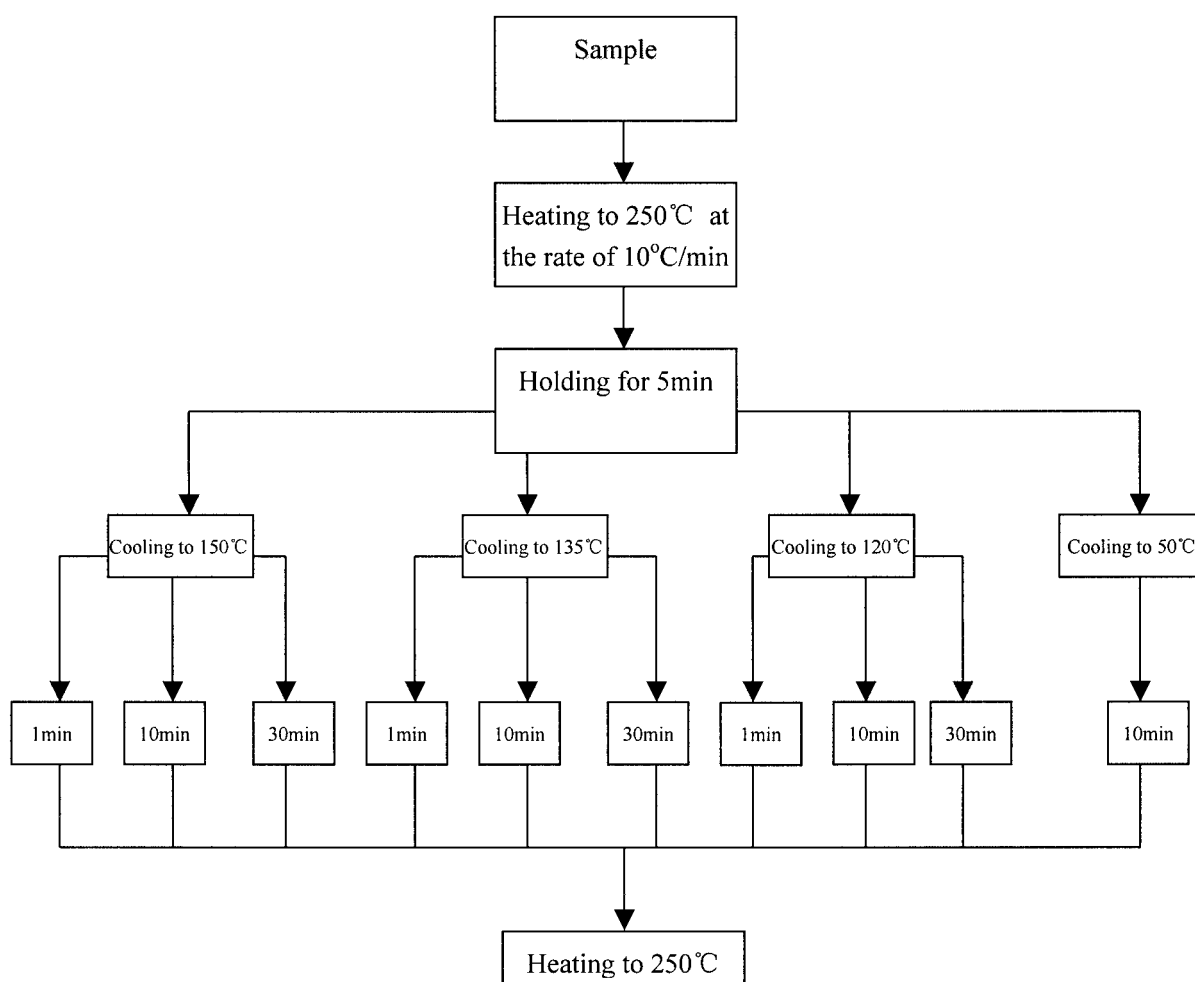 Sample
Heating to 250℃ at
the rate of 10°C/min
Holding for 5min
Cooling to 150℃
Cooling to 135℃
Cooling to 120℃
Cooling to 50℃
1min
10min
30min
1min
10min
30min
1min
10min
30min
10min
Heating to 250℃